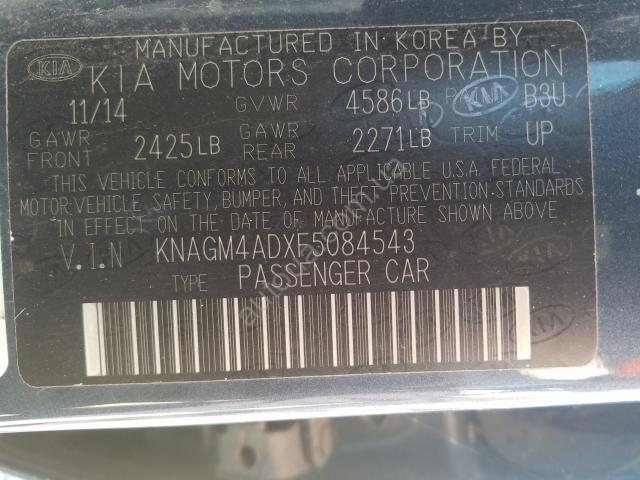 MANUFACTURED IN KOREA BY
KIA KIA MOTORS CORPORATION
11/14 GVWR 4586LB KIA B3U
GAWR FRONT 2425LB GAWR REAR 2271LB TRIM UP
THIS VEHICLE CONFORMS TO ALL APPLICABLE U.S.A. FEDERAL
MOTOR VEHICLE SAFETY, BUMPER, AND THEFT PREVENTION STANDARDS
IN EFFECT ON THE DATE OF MANUFACTURE SHOWN ABOVE
V.I.N KNAGM4ADXF5084543
TYPE PASSENGER CAR
KIA